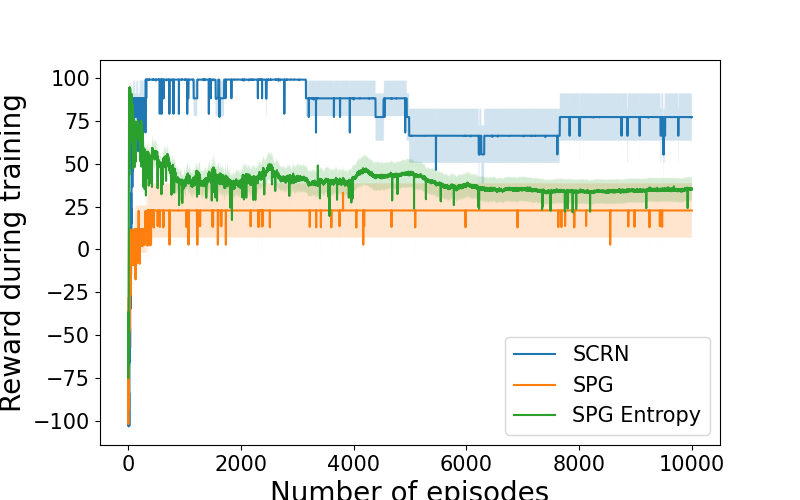 Reward during training
100
75
50
25
0
−25
−50
−75
−100
0 2000 4000 6000 8000 10000
Number of episodes
SCRN
SPG
SPG Entropy